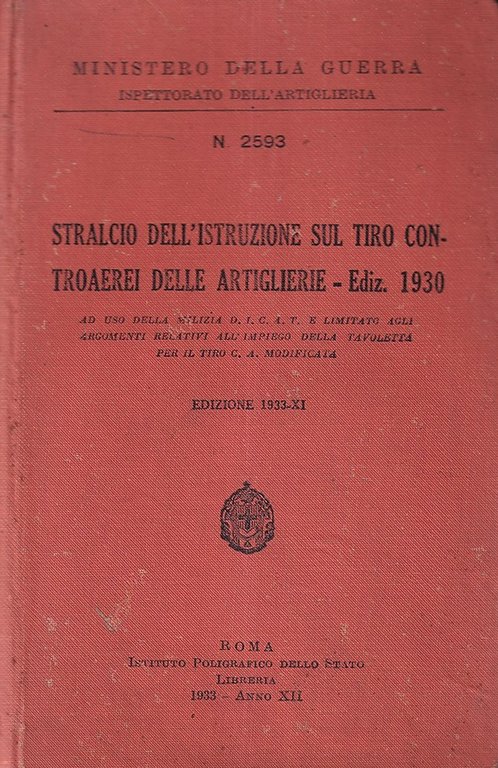 MINISTERO DELLA GUERRA
ISPETTORATO DELL'ARTIGLIERIA
N. 2593
STRALCIO DELL'ISTRUZIONE SUL TIRO CON-
TROAEREI DELLE ARTIGLIERIE - Ediz. 1930
AD USO DELLA MILIZIA D. I. C. A. T. E LIMITATO AGLI
ARGOMENTI RELATIVI ALL'IMPIEGO DELLA TAVOLETTA
PER IL TIRO C. A. MODIFICATA
EDIZIONE 1933-XI
ROMA
ISTITUTO POLIGRAFICO DELLO STATO
LIBRERIA
1933 - ANNO XII